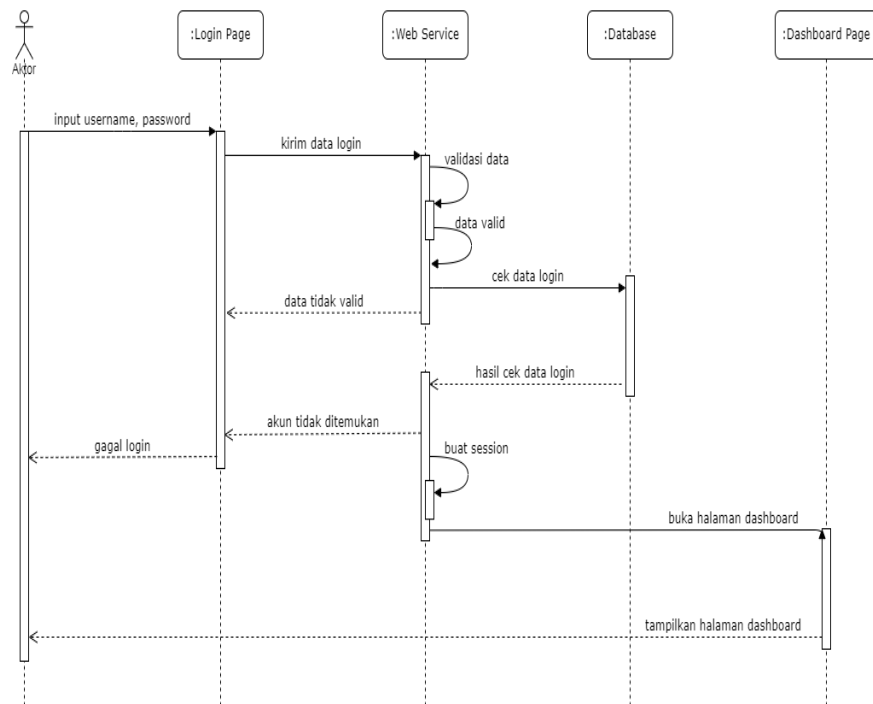 :Login Page
:Web Service
:Database
:Dashboard Page
Aktor
input username, password
kirim data login
validasi data
data valid
cek data login
data tidak valid
hasil cek data login
akun tidak ditemukan
gagal login
buat session
buka halaman dashboard
tampilkan halaman dashboard